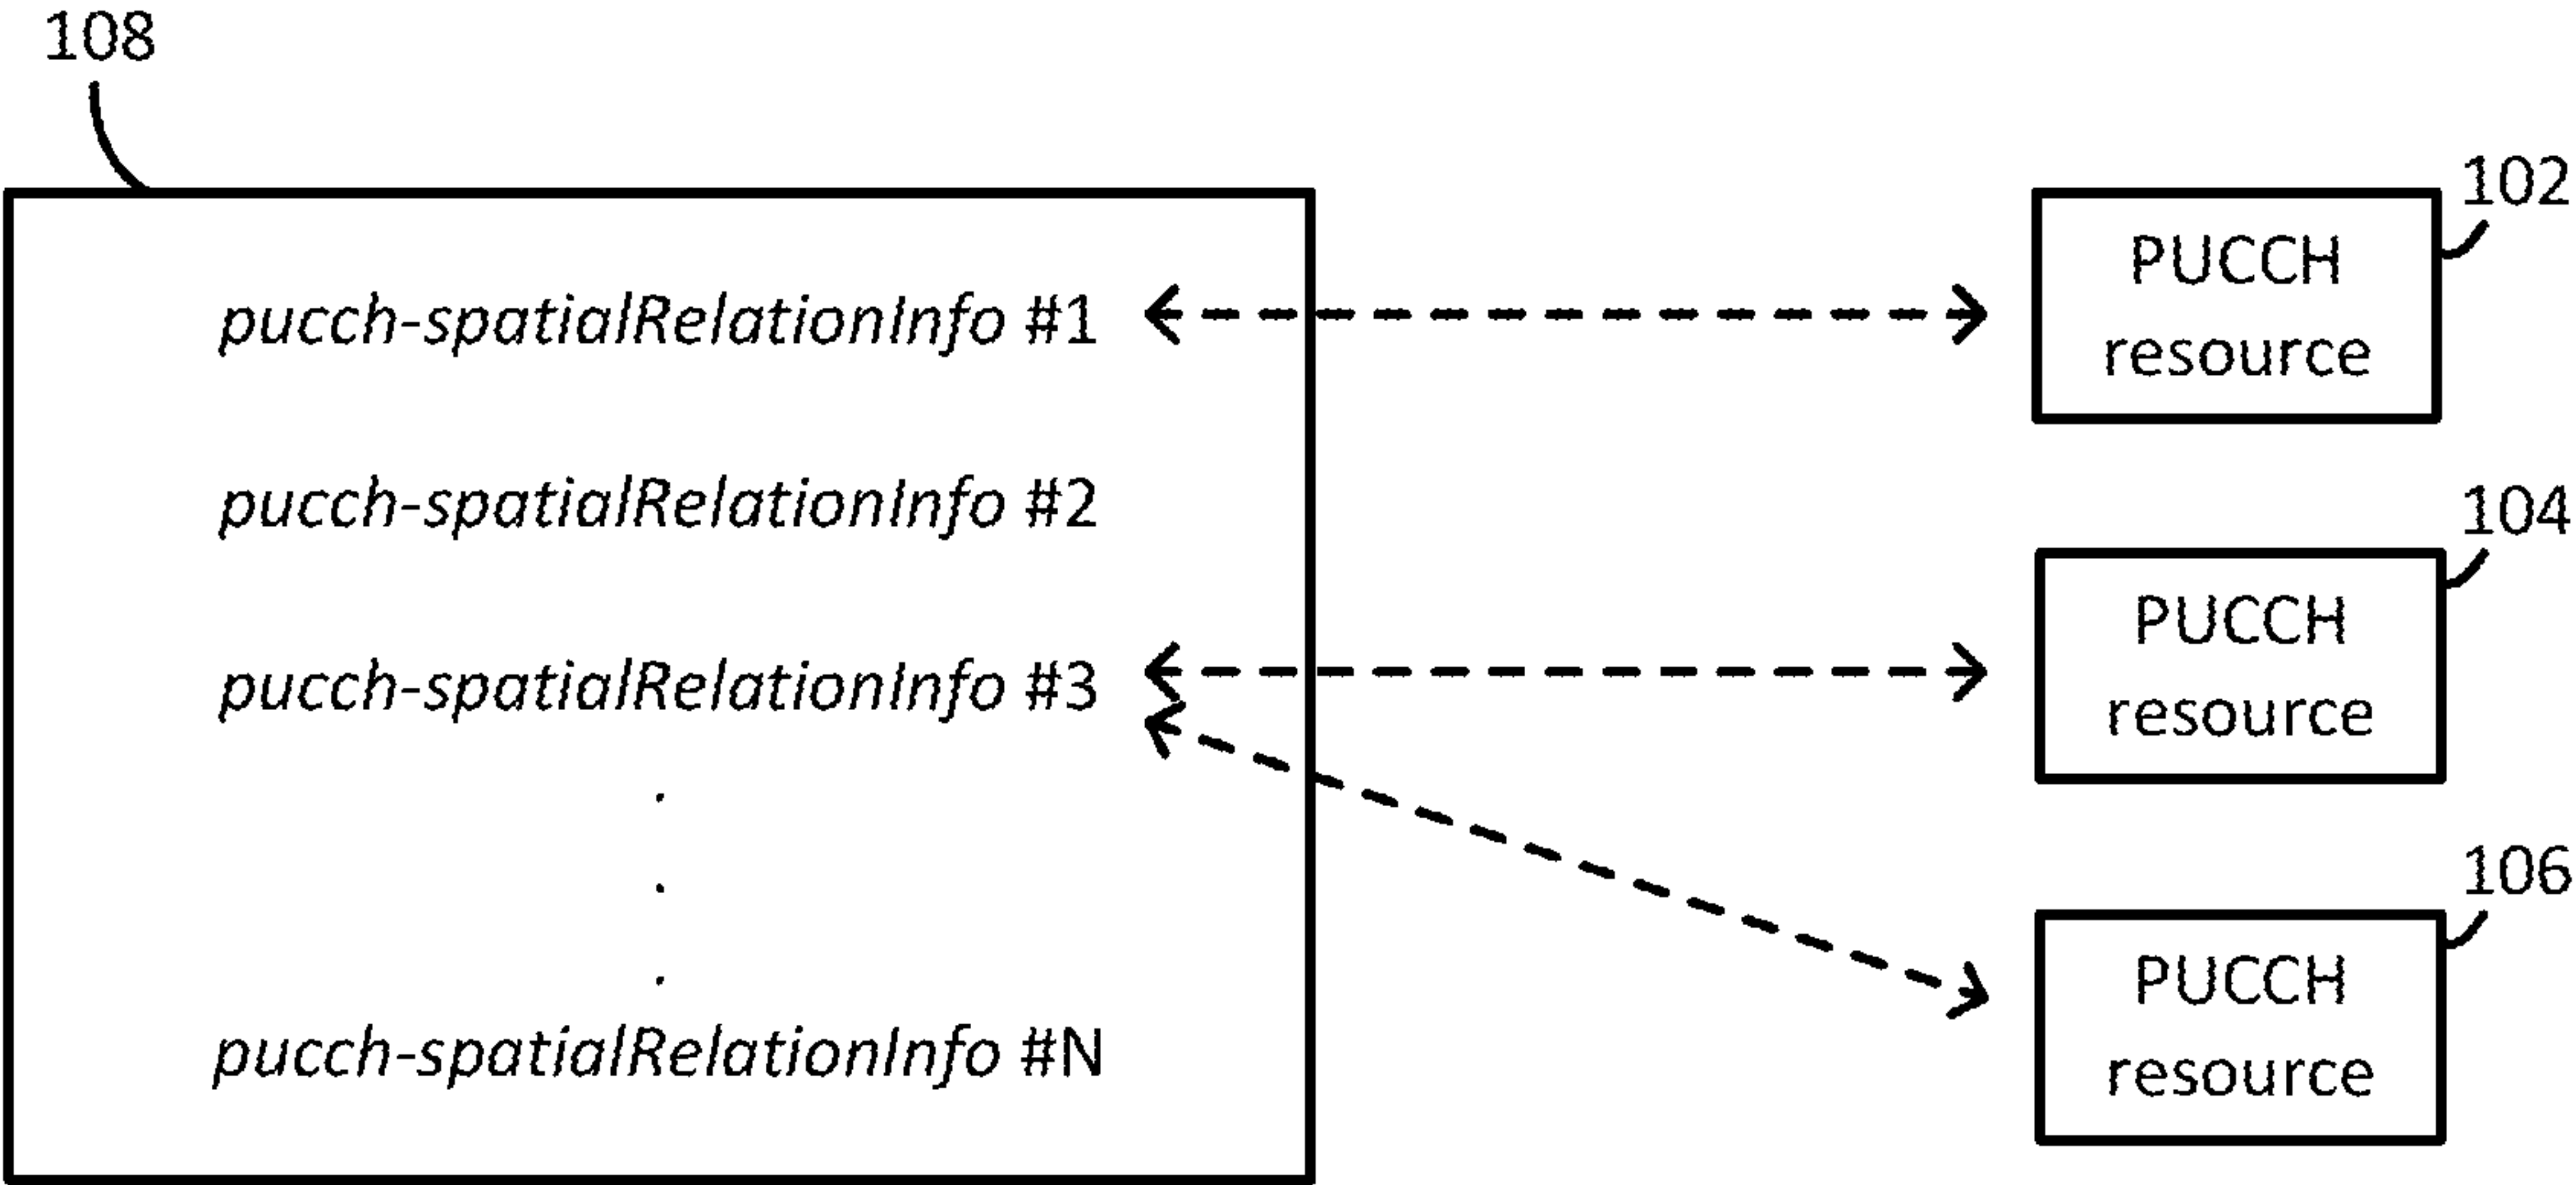 108
pucch-spatialRelationInfo #1
pucch-spatialRelationInfo #2
pucch-spatialRelationInfo #3
.
.
.
pucch-spatialRelationInfo #N
102
PUCCH
resource
104
PUCCH
resource
106
PUCCH
resource